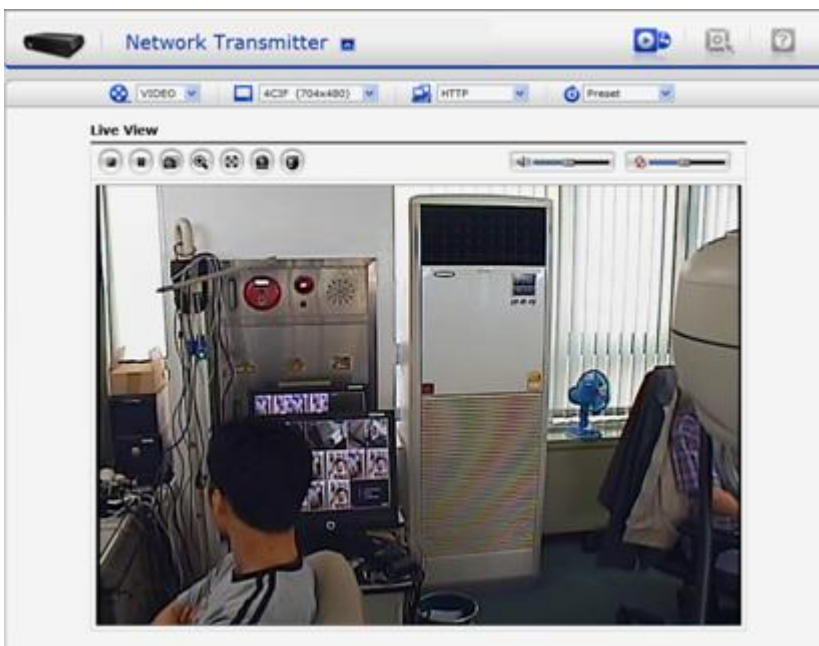 Network Transmitter
VIDEO
4CIF (704x480)
HTTP
Preset
Live View